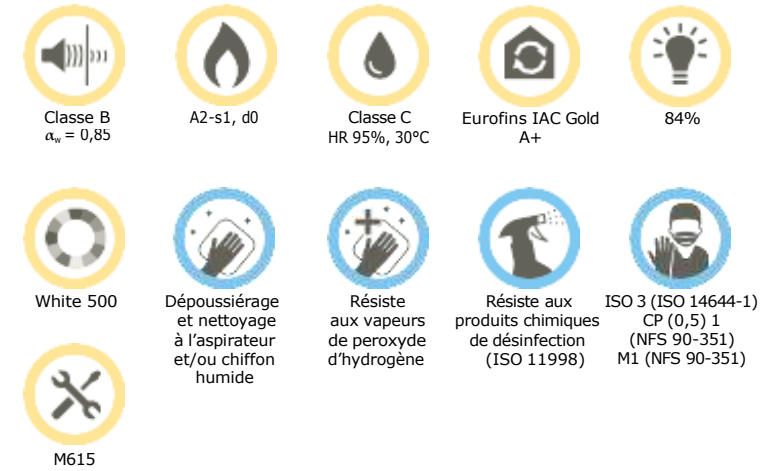 Classe B
αw = 0,85
A2-s1, d0
Classe C
HR 95%, 30°C
Eurofins IAC Gold
A+
84%
White 500
Dépoussiérage
et nettoyage
à l’aspirateur
et/ou chiffon
humide
Résiste
aux vapeurs
de peroxyde
d’hydrogène
Résiste aux
produits chimiques
de désinfection
(ISO 11998)
ISO 3 (ISO 14644-1)
CP (0,5) 1
(NFS 90-351)
M1 (NFS 90-351)
M615